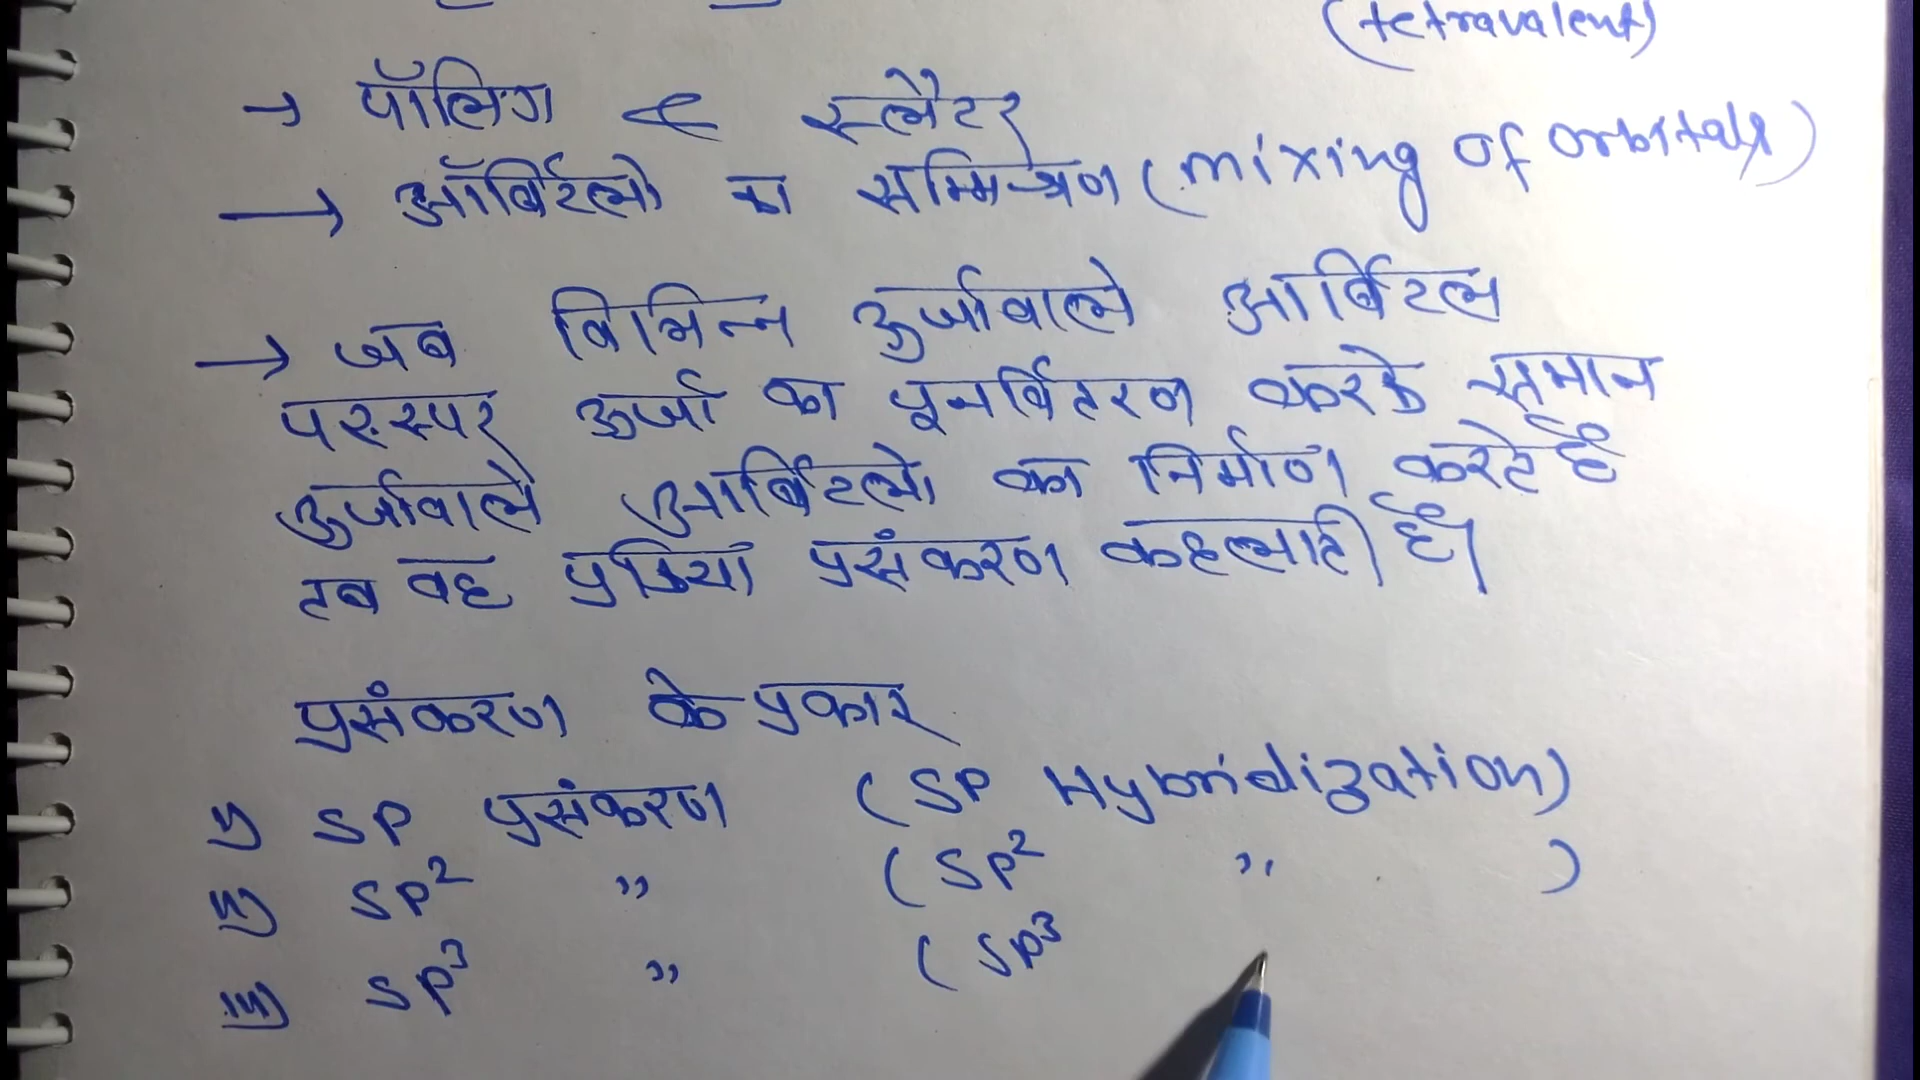 (tetravalent)
→ पॉलिंग & स्लैटर
→ ऑर्बिटलो का सम्मिश्रण (mixing of orbitals)
→ जब विभिन्न ऊर्जावाले आर्बिटल
परस्पर ऊर्जा का पुनर्वितरण करके समान
ऊर्जावाले आर्बिटलो का निर्माण करते है
तब वह प्रक्रिया प्रसंकरण कहलाती है।
प्रसंकरण के प्रकार
i) SP प्रसंकरण (SP Hybridization)
ii) SP² " (SP² " )
iii) SP³ " (SP³